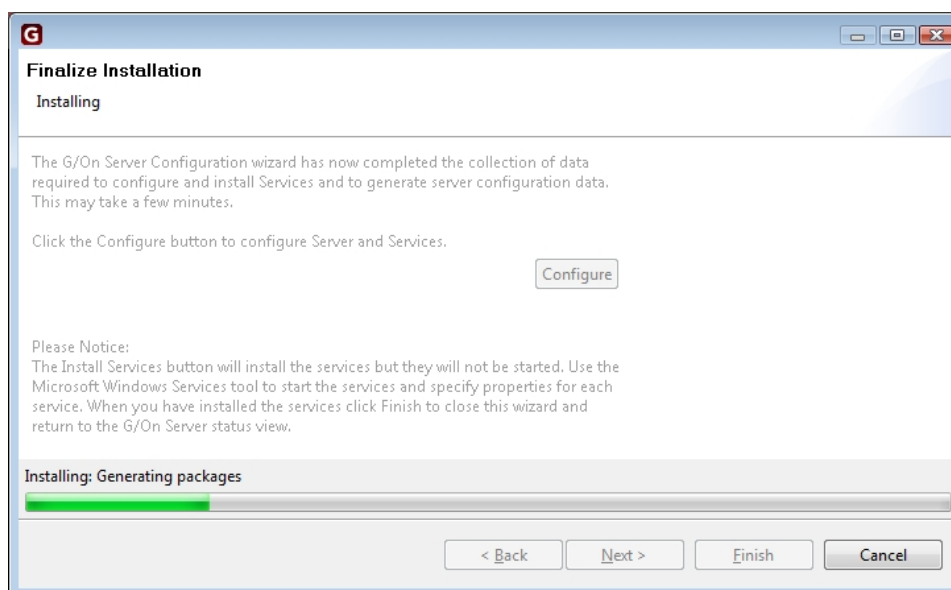 G
Finalize Installation
Installing
The G/On Server Configuration wizard has now completed the collection of data
required to configure and install Services and to generate server configuration data.
This may take a few minutes.
Click the Configure button to configure Server and Services.
Configure
Please Notice:
The Install Services button will install the services but they will not be started. Use the
Microsoft Windows Services tool to start the services and specify properties for each
service. When you have installed the services click Finish to close this wizard and
return to the G/On Server status view.
Installing: Generating packages
< Back Next > Finish Cancel